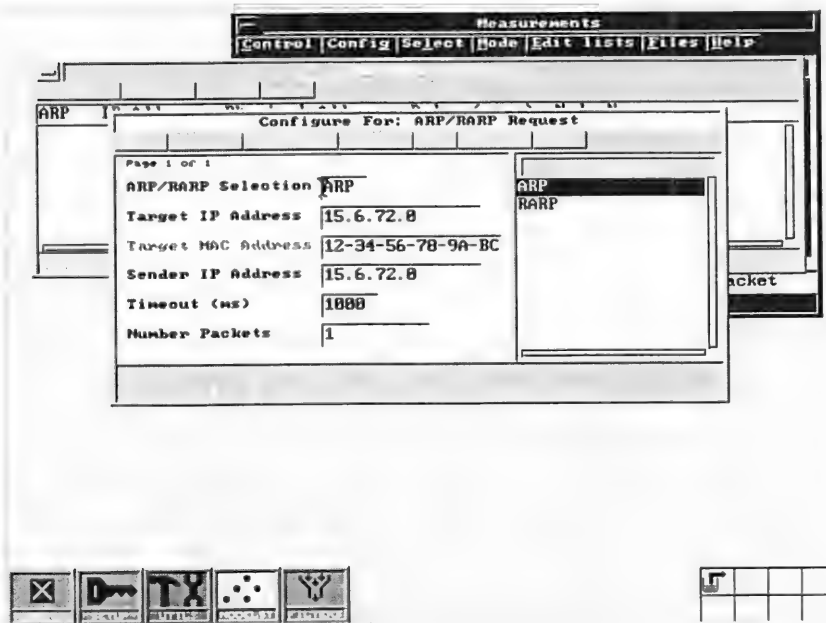 Measurements
Control Config Select Mode Edit lists Files Help
ARP
Configure For: ARP/RARP Request
Page 1 of 1
ARP/RARP Selection ARP
Target IP Address 15.6.72.0
Target MAC Address 12-34-56-78-9A-BC
Sender IP Address 15.6.72.0
Timeout (ms) 1000
Number Packets 1
ARP
RARP
acket